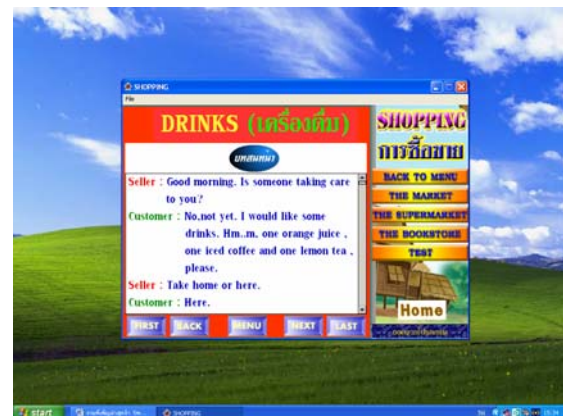 SHOPPING
File
DRINKS (เครื่องดื่ม)
บทสนทนา
Seller : Good morning. Is someone taking care
to you?
Customer : No,not yet. I would like some
drinks. Hm..m, one orange juice ,
one iced coffee and one lemon tea ,
please.
Seller : Take home or here.
Customer : Here.
FIRST
BACK
MENU
NEXT
LAST
SHOPPING
การซื้อขาย
BACK TO MENU
THE MARKET
THE SUPERMARKET
THE BOOKSTORE
TEST
Home
start
SHOPPING
TH
15:34